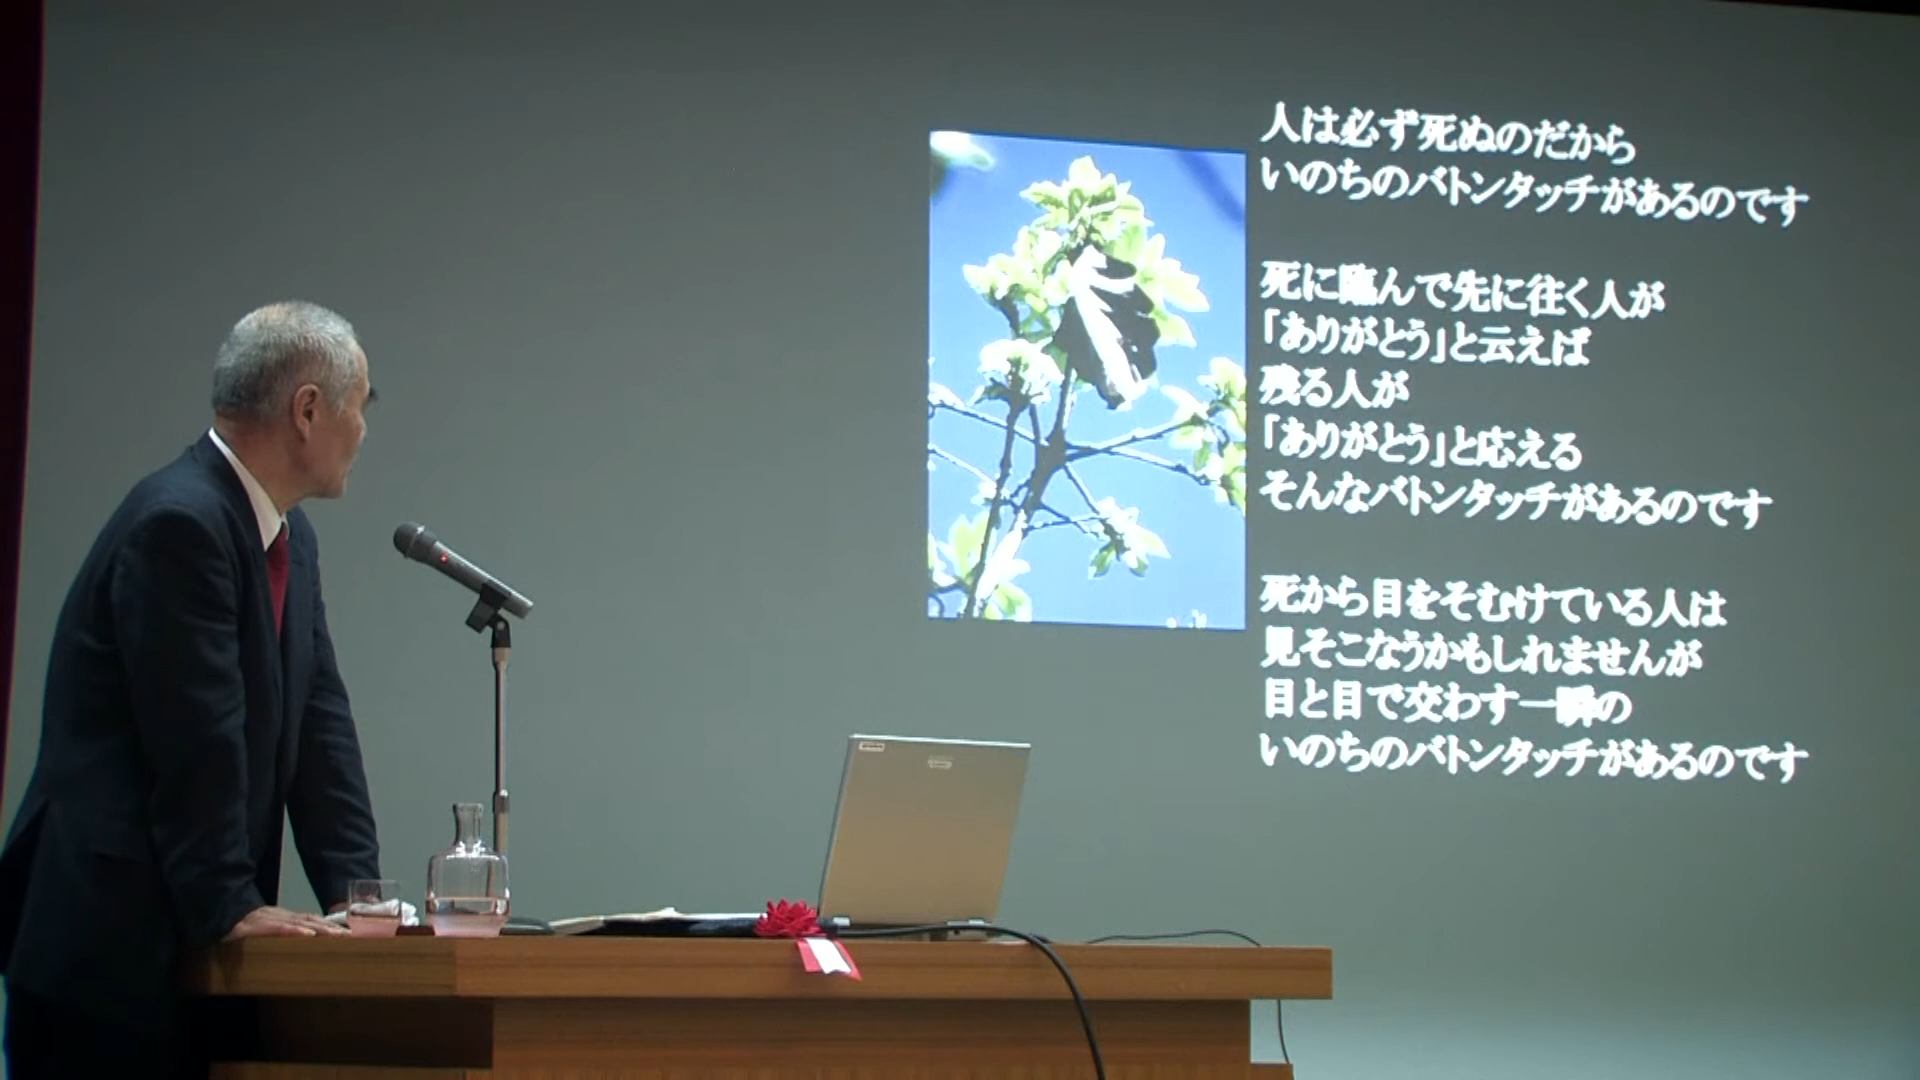 人は必ず死ぬのだから
いのちのバトンタッチがあるのです
死に臨んで先に往く人が
「ありがとう」と云えば
残る人が
「ありがとう」と応える
そんなバトンタッチがあるのです
死から目をそむけている人は
見そこなうかもしれませんが
目と目で交わす一瞬の
いのちのバトンタッチがあるのです